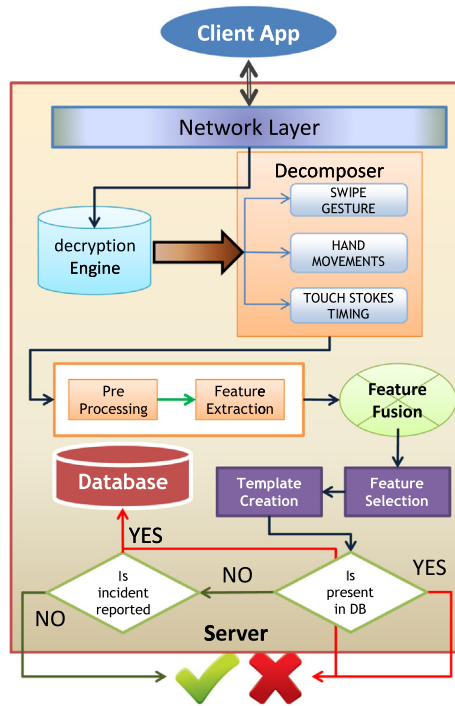 Client App
Network Layer
Decomposer
SWIPE
GESTURE
decryption
Engine
HAND
MOVEMENTS
TOUCH STOKES
TIMING
Pre
Processing
Feature
Extraction
Feature
Fusion
Database
Template
Creation
Feature
Selection
YES
Is
incident
reported
NO
Is
present
in DB
YES
NO
Server